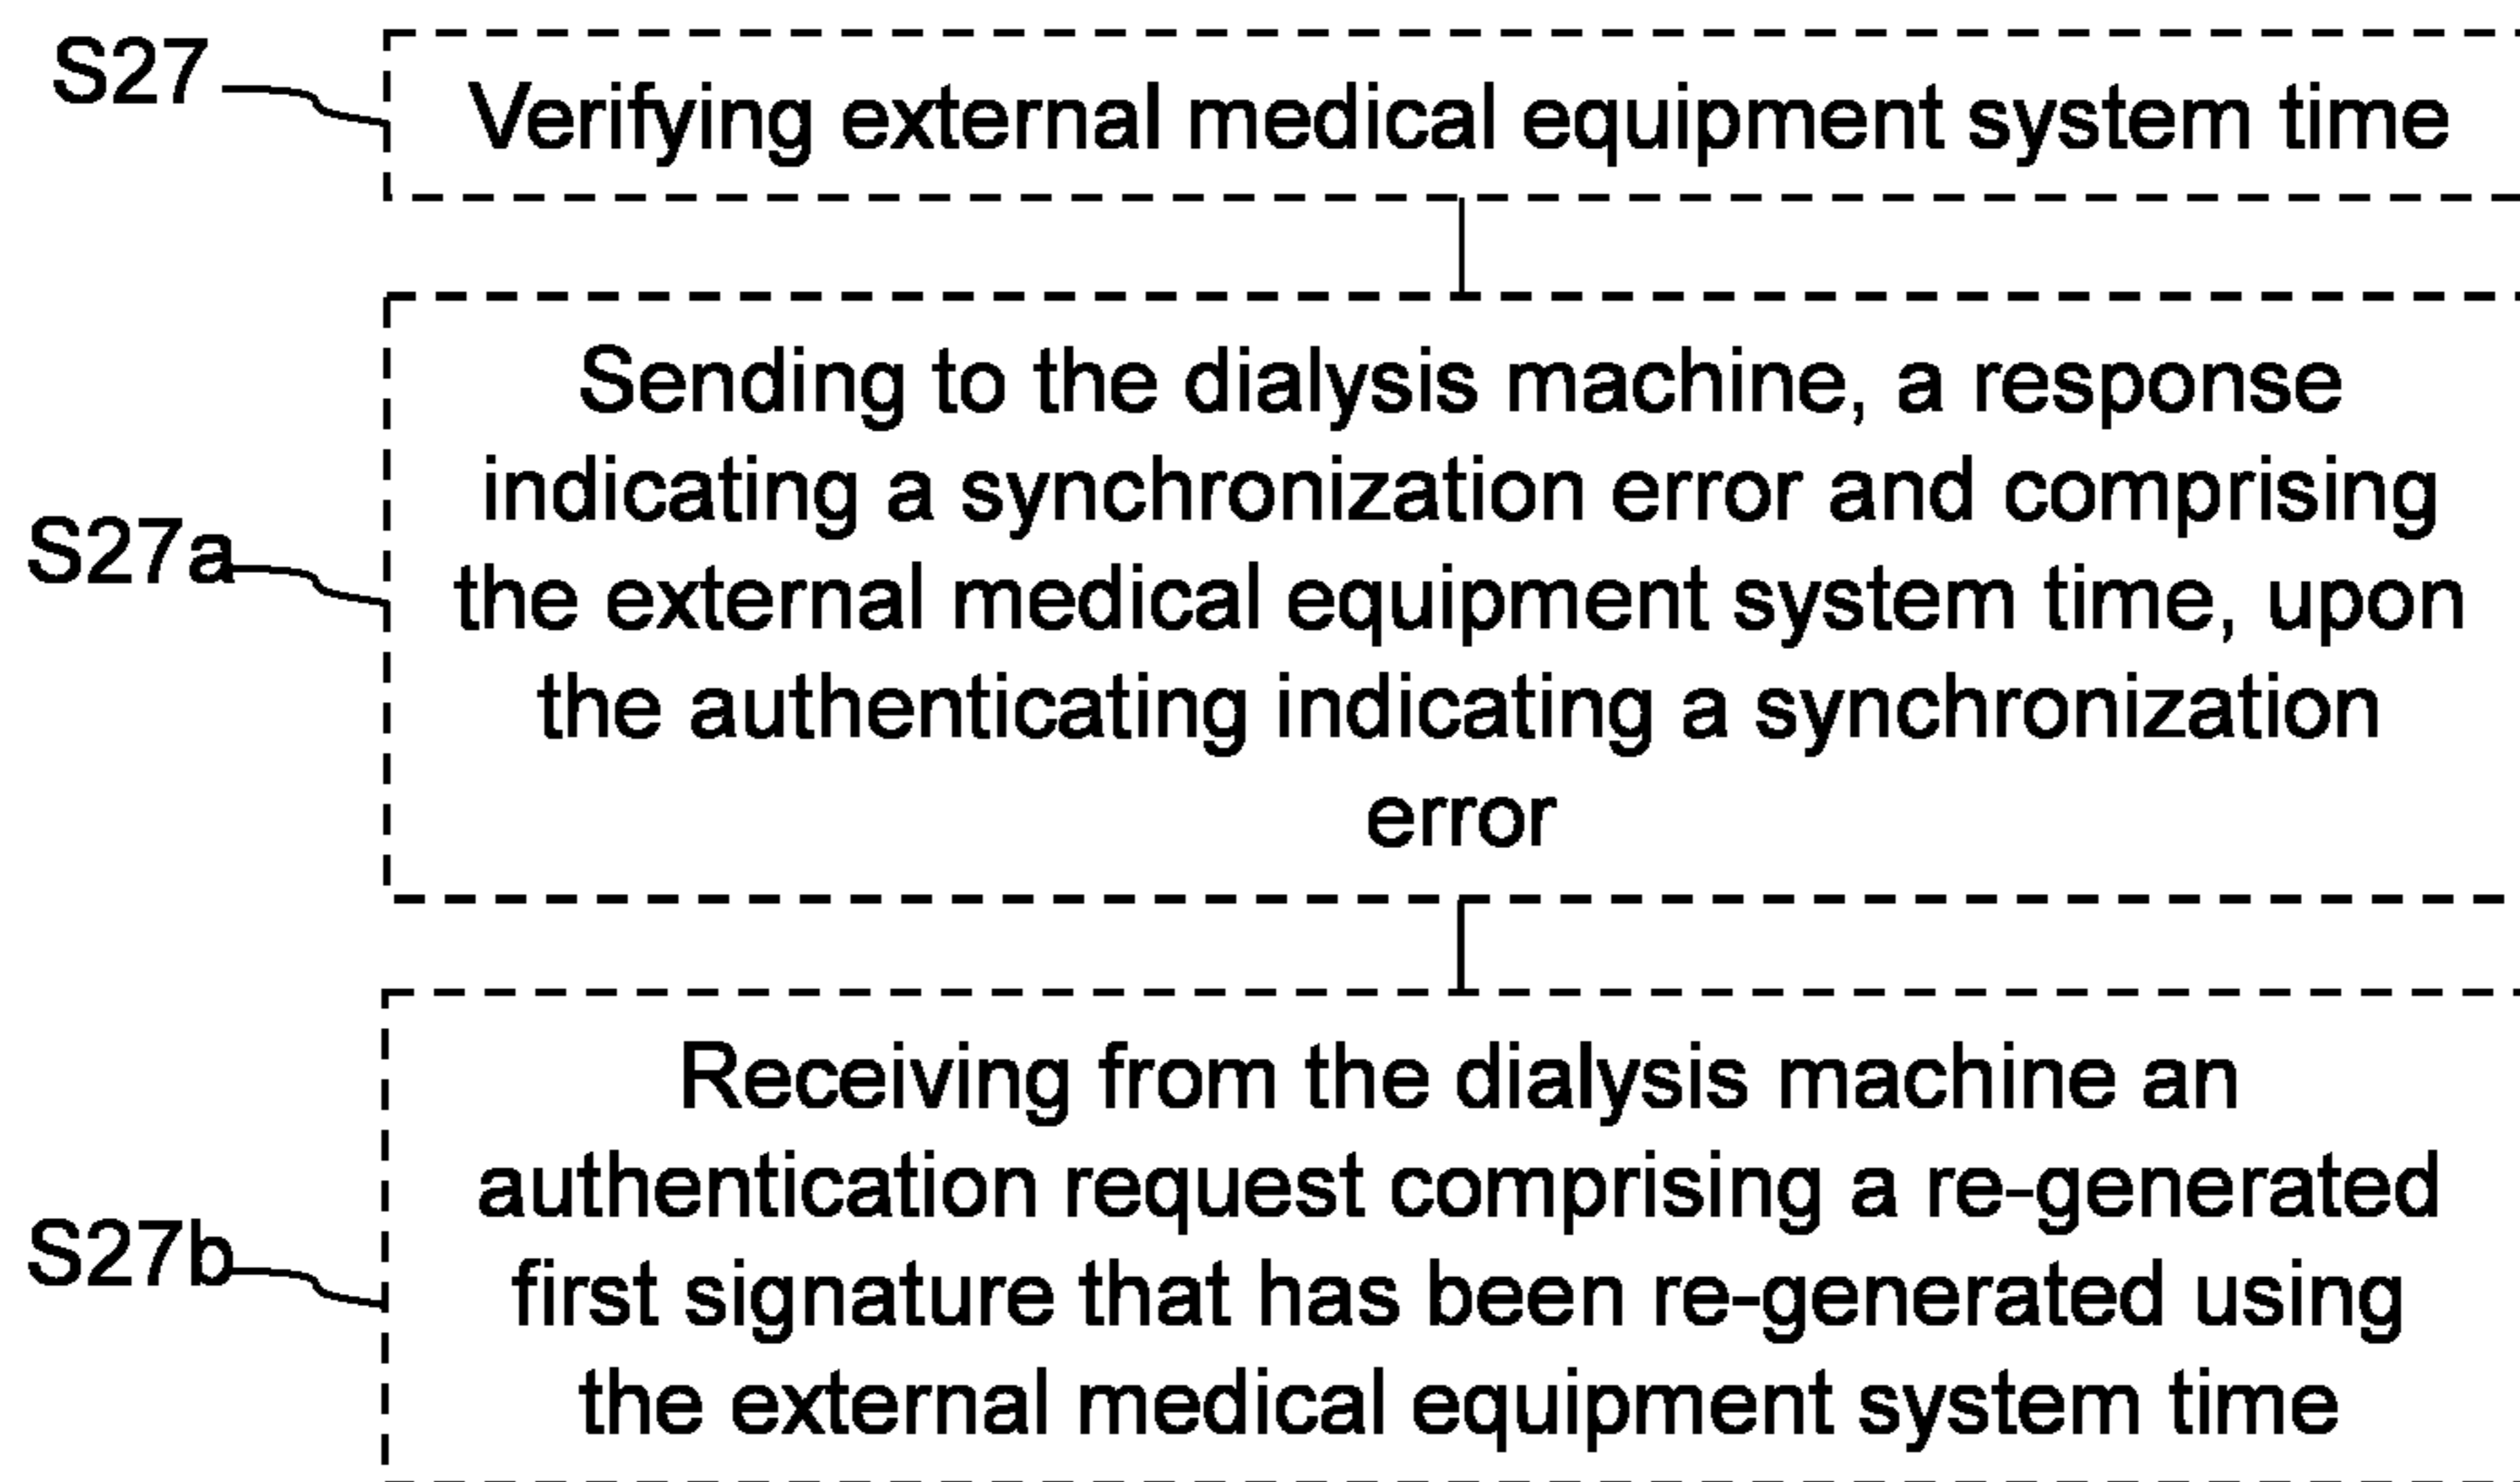 S27
Verifying external medical equipment system time
Sending to the dialysis machine, a response
indicating a synchronization error and comprising
S27a
the external medical equipment system time, upon
the authenticating indicating a synchronization
error
Receiving from the dialysis machine an
authentication request comprising a re-generated
S27b
first signature that has been re-generated using
the external medical equipment system time